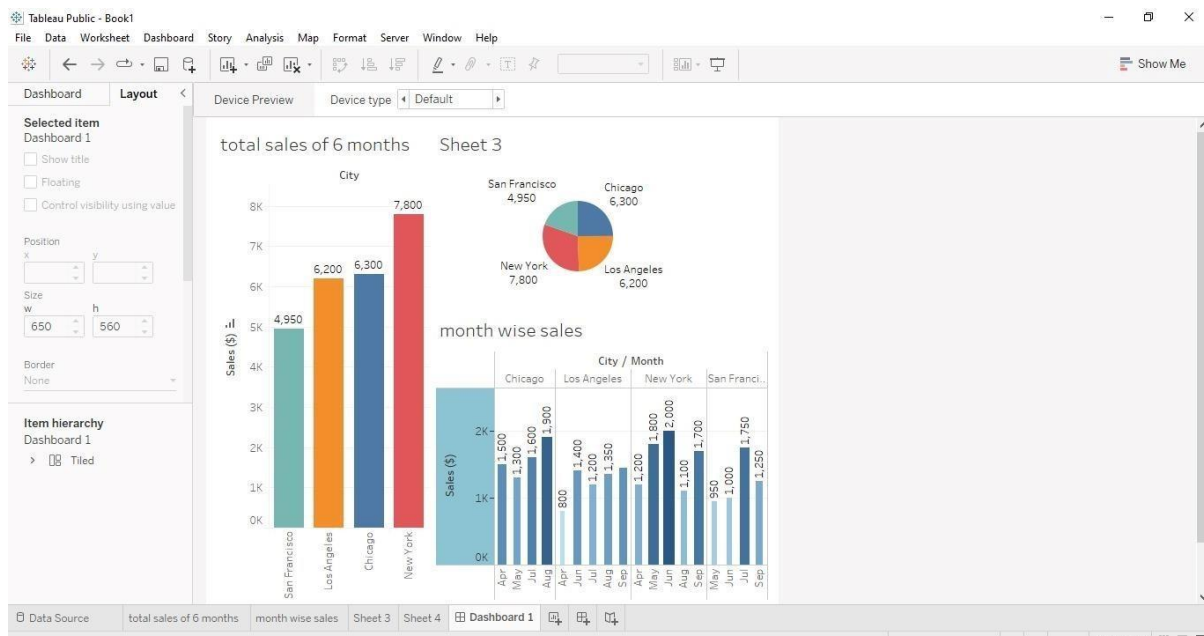 Tableau Public - Book1
File Data Worksheet Dashboard Story Analysis Map Format Server Window Help
Show Me
Dashboard Layout
Device Preview Device type Default
Selected item
Dashboard 1
Show title
Floating
Control visibility using value
Position
x y
Size
w h
650 560
Border
None
Item hierarchy
Dashboard 1
Tiled
total sales of 6 months
City
Sales ($)
8K
7K
6K
5K
4K
3K
2K
1K
0K
4,950
6,200
6,300
7,800
San Francisco
Los Angeles
Chicago
New York
Sheet 3
San Francisco
4,950
Chicago
6,300
New York
7,800
Los Angeles
6,200
month wise sales
City / Month
Chicago Los Angeles New York San Franci..
Sales ($)
2K
1K
0K
1,500 1,300 1,600 1,900
800 1,400 1,200 1,350
1,200 1,800 2,000 1,100 1,700
950 1,000 1,750 1,250
Apr May Jul Aug Apr Jun Jul Aug Sep Apr May Jun Aug Sep May Jun Jul Sep
Data Source total sales of 6 months month wise sales Sheet 3 Sheet 4 Dashboard 1